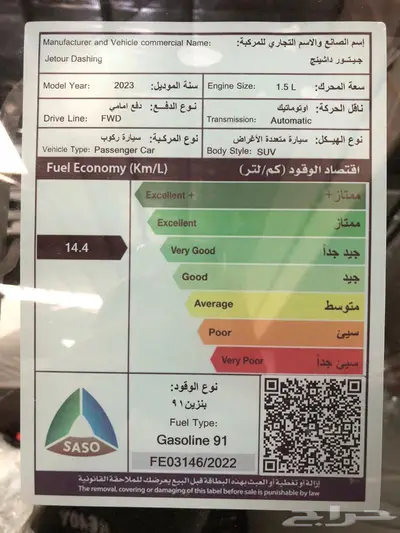 Manufacturer and Vehicle commercial Name: إسم الصانع والاسم التجاري للمركبة:
Jetour Dashing جيتور داشينج
Model Year: 2023 سنة الموديل: Engine Size: 1.5 L سعة المحرك:
نوع الدفع: دفع امامي
Drive Line: FWD
ناقل الحركة: أوتوماتيك
Transmission: Automatic
نوع المركبة: سيارة ركوب
Vehicle Type: Passenger Car
نوع الهيكل: سيارة متعددة الأغراض
Body Style: SUV
Fuel Economy (Km/L) اقتصاد الوقود (كم/لتر)
Excellent + ممتاز+
Excellent ممتاز
14.4 Very Good جيد جداً
Good جيد
Average متوسط
Poor سيئ
Very Poor سيئ جداً
نوع الوقود:
بنزين ٩١
Fuel Type:
Gasoline 91
FE03146/2022
SASO
إزالة أو تغطية أو العبث بهذه البطاقة قبل البيع يعرضك للملاحقة القانونية
The removal, covering or damaging of this label before sale is punishable by law
حراج